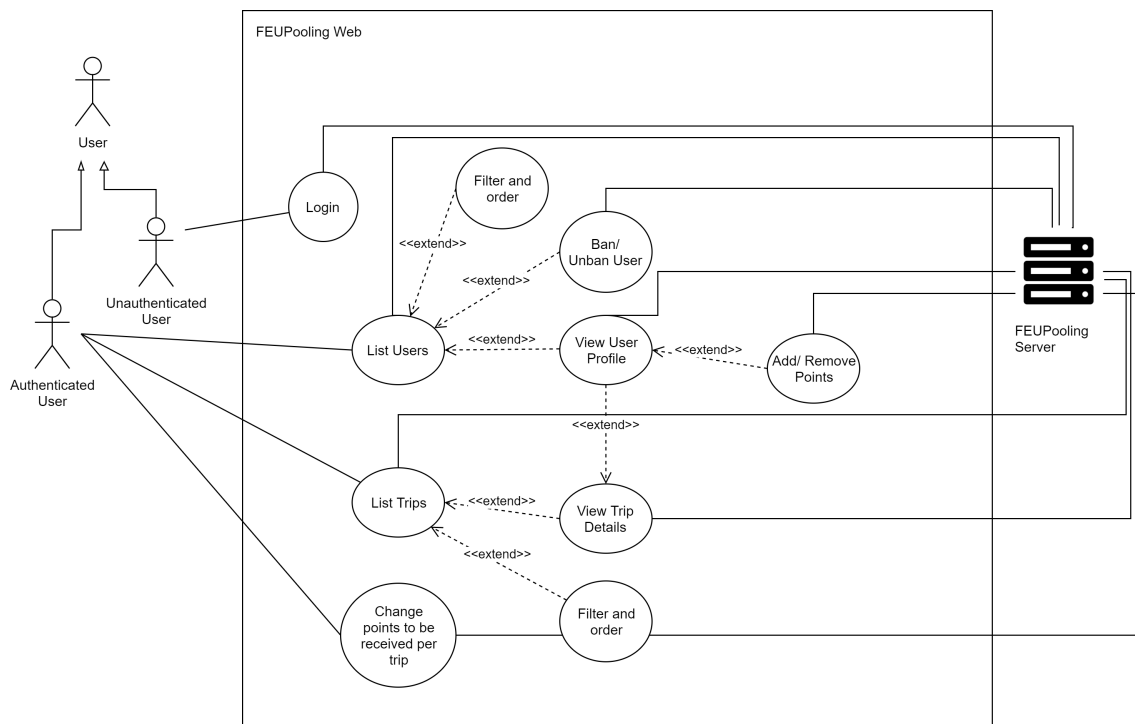 FEUPooling Web
User
Login
Filter and
order
Unauthenticated
User
<<extend>>
Ban/
Unban User
<<extend>>
FEUPooling
Server
Authenticated
User
List Users
<<extend>>
View User
Profile
<<extend>>
Add/ Remove
Points
<<extend>>
List Trips
<<extend>>
View Trip
Details
<<extend>>
Change
points to be
received per
trip
Filter and
order